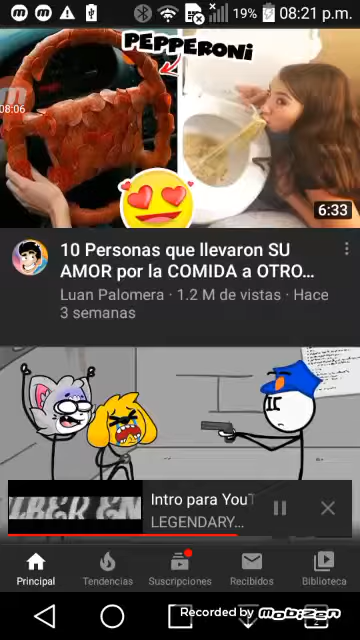 19% 08:21 p.m.
PEPPERONI
08:06
6:33
10 Personas que llevaron SU
AMOR por la COMIDA a OTRO...
Luan Palomera · 1.2 M de vistas · Hace
3 semanas
Intro para YouT
LEGENDARY...
Principal
Tendencias
Suscripciones
Recibidos
Biblioteca
Recorded by mobizen